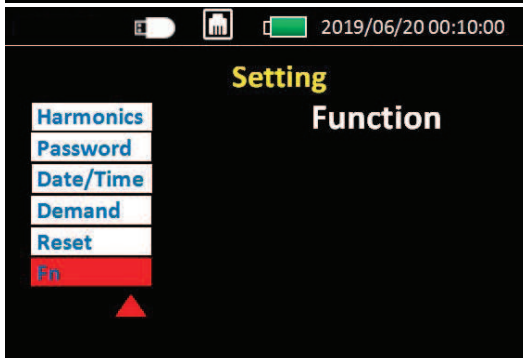 2019/06/20 00:10:00
Setting
Function
Harmonics
Password
Date/Time
Demand
Reset
Fn